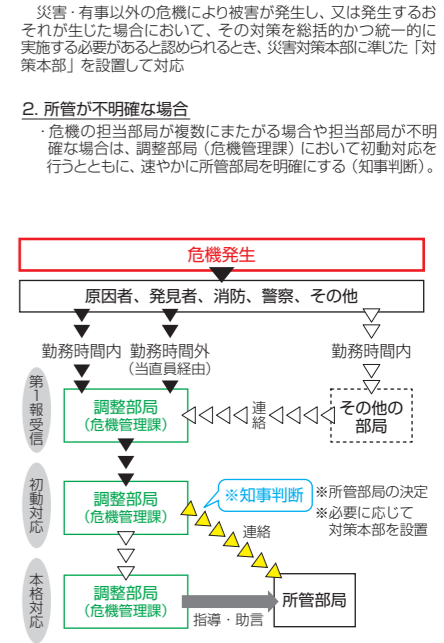 災害・有事以外の危機により被害が発生し、又は発生するお
それが生じた場合において、その対策を総括的かつ統一的に
実施する必要があると認められるとき、災害対策本部に準じた「対
策本部」を設置して対応
2. 所管が不明確な場合
・危機の担当部局が複数にまたがる場合や担当部局が不明
確な場合は、調整部局（危機管理課）において初動対応を
行うとともに、速やかに所管部局を明確にする（知事判断）。
危機発生
原因者、発見者、消防、警察、その他
勤務時間内
勤務時間外
（当直員経由）
勤務時間内
第1報受信
調整部局
（危機管理課）
連絡
その他の
部局
初動対応
調整部局
（危機管理課）
※知事判断
※所管部局の決定
※必要に応じて
対策本部を設置
連絡
本格対応
調整部局
（危機管理課）
指導・助言
所管部局